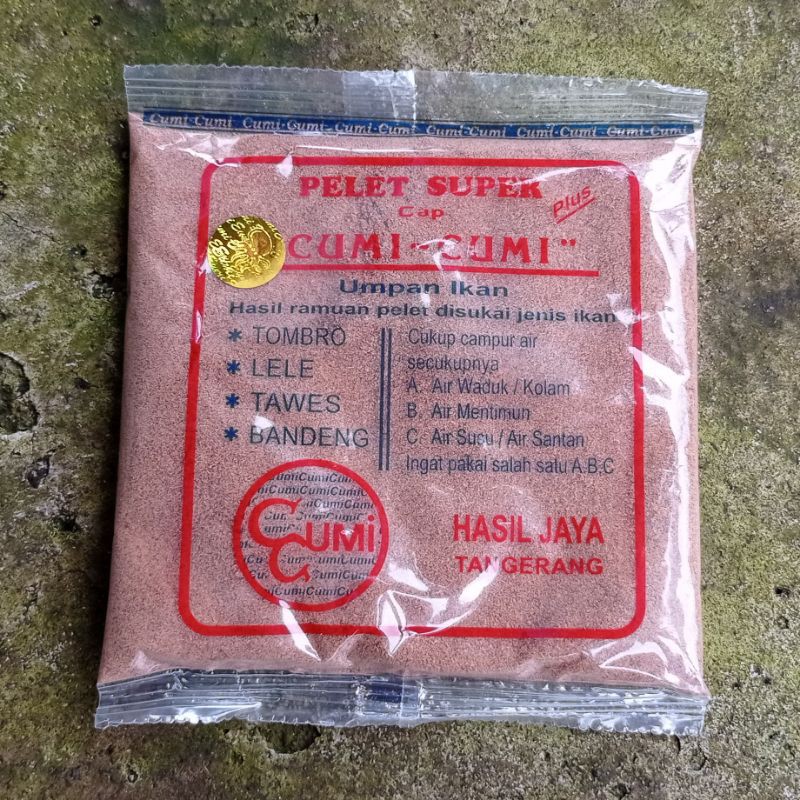 Cumi-Cumi-Cumi-Cumi-Cumi-Cumi-Cumi-Cumi-Cumi-Cumi-Cumi
PELET SUPER
Plus
Cap
"CUMI-CUMI"
Umpan Ikan
Hasil ramuan pelet disukai jenis ikan
* TOMBRO
* LELE
* TAWES
* BANDENG
Cukup campur air
secukupnya
A. Air Waduk / Kolam
B. Air Mentimun
C. Air Susu / Air Santan
Ingat pakai salah satu A.B.C
CUMi
CUMi
HASIL JAYA
TANGERANG